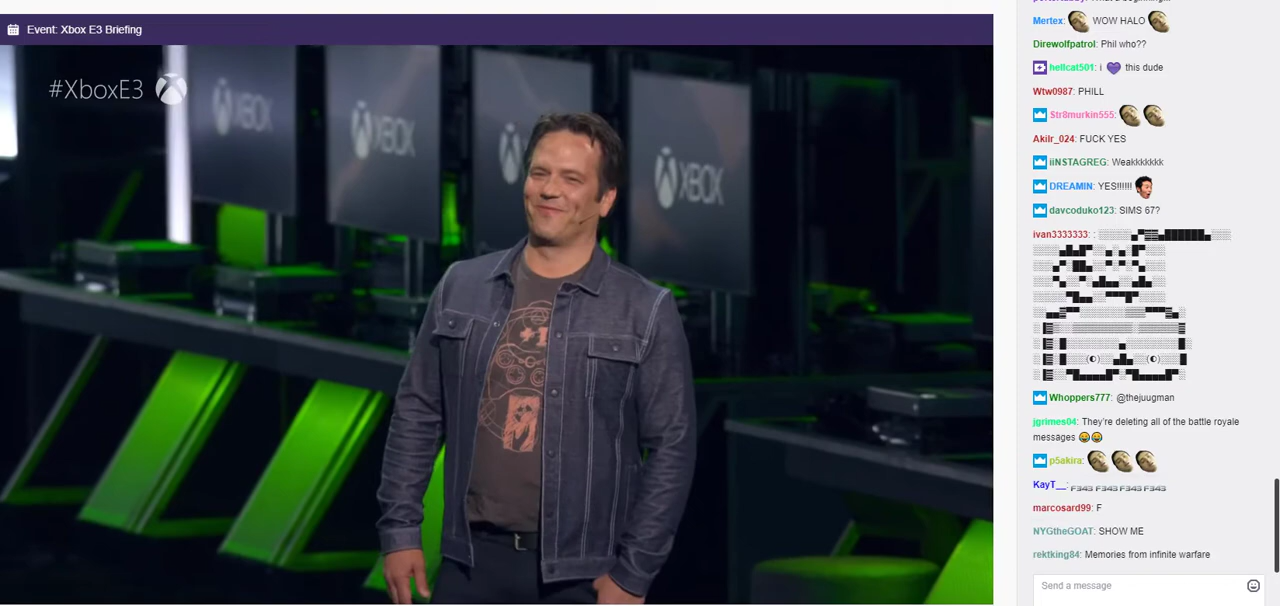 Event: Xbox E3 Briefing
#XboxE3
XBOX
XBOX
XBOX
XBOX
+1
Mertex: WOW HALO
Direwolfpatrol: Phil who??
hellcat501: i 💜 this dude
Wtw0987: PHILL
Str8murkin555:
Akilr_024: FUCK YES
iiNSTAGREG: Weakkkkkkk
DREAMIN: YES!!!!!!
davcoduko123: SIMS 67?
ivan3333333: :
Whoppers777: @thejuugman
jgrimes04: They're deleting all of the battle royale
messages 😂😂
p5akira:
KayT__: F343 F343 F343 F343
marcosard99: F
NYGtheGOAT: SHOW ME
rektking84: Memories from infinite warfare
Send a message